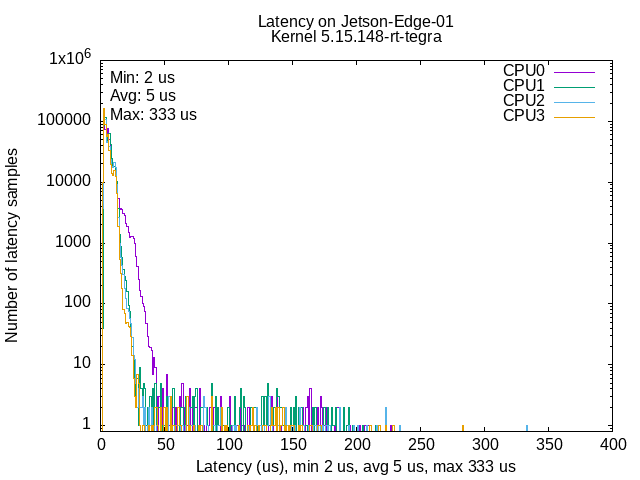 Latency on Jetson-Edge-01
Kernel 5.15.148-rt-tegra
1x10^6
100000
10000
1000
100
10
1
Number of latency samples
Min: 2 us
Avg: 5 us
Max: 333 us
CPU0
CPU1
CPU2
CPU3
0 50 100 150 200 250 300 350 400
Latency (us), min 2 us, avg 5 us, max 333 us